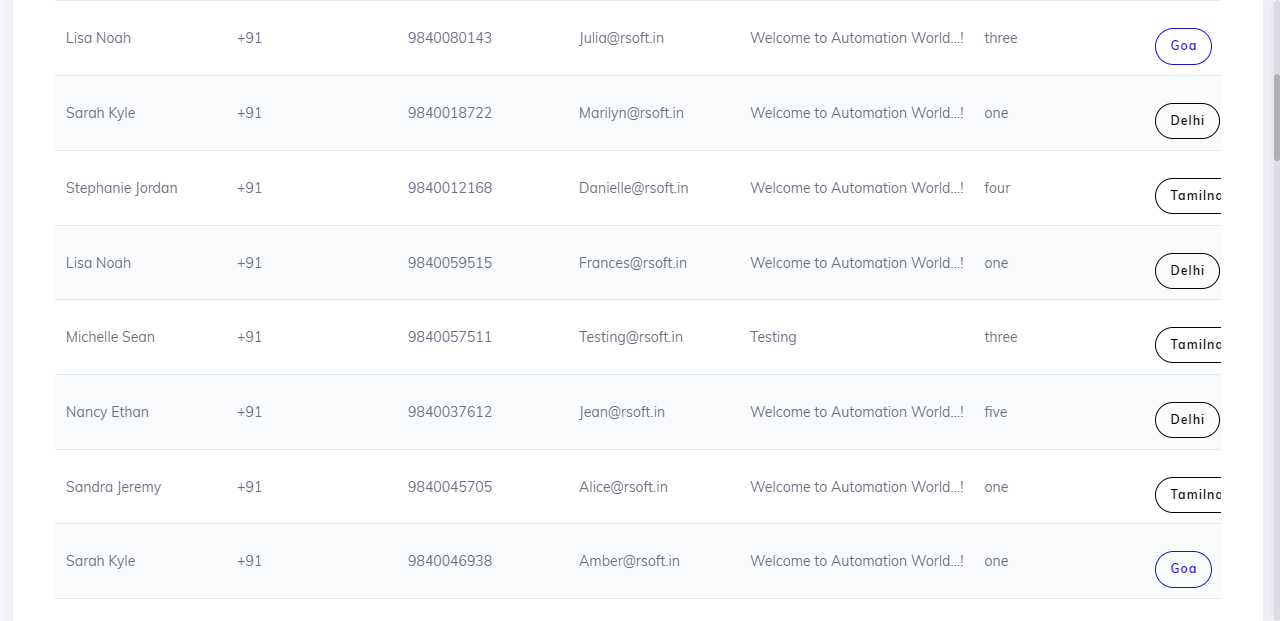 Lisa Noah +91 9840080143 Julia@rsoft.in Welcome to Automation World...! three Goa
Sarah Kyle +91 9840018722 Marilyn@rsoft.in Welcome to Automation World...! one Delhi
Stephanie Jordan +91 9840012168 Danielle@rsoft.in Welcome to Automation World...! four
Lisa Noah +91 9840059515 Frances@rsoft.in Welcome to Automation World...! one Delhi
Michelle Sean +91 9840057511 Testing@rsoft.in Testing three
Nancy Ethan +91 9840037612 Jean@rsoft.in Welcome to Automation World...! five Delhi
Sandra Jeremy +91 9840045705 Alice@rsoft.in Welcome to Automation World...! one
Sarah Kyle +91 9840046938 Amber@rsoft.in Welcome to Automation World...! one Goa